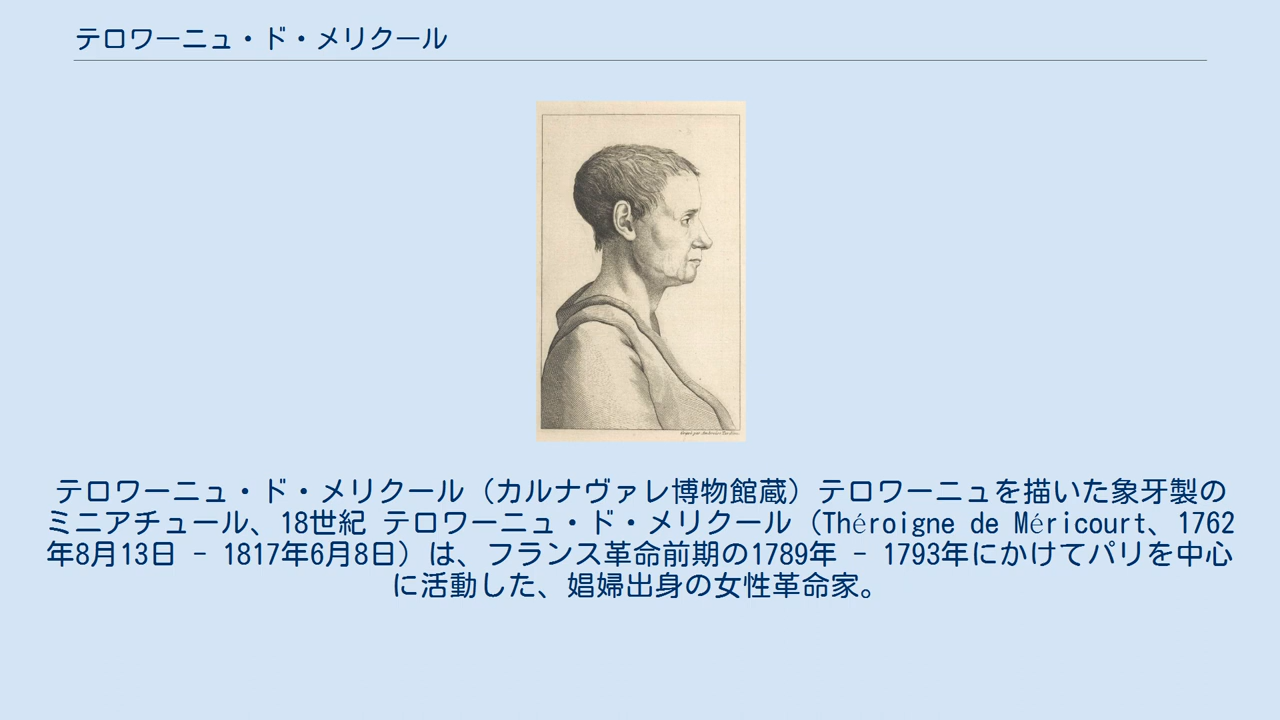 テロワーニュ・ド・メリクール
テロワーニュ・ド・メリクール（カルナヴァレ博物館蔵）テロワーニュを描いた象牙製の
ミニアチュール、18世紀 テロワーニュ・ド・メリクール（Théroigne de Méricourt、1762
年8月13日 - 1817年6月8日）は、フランス革命前期の1789年 - 1793年にかけてパリを中心
に活動した、娼婦出身の女性革命家。